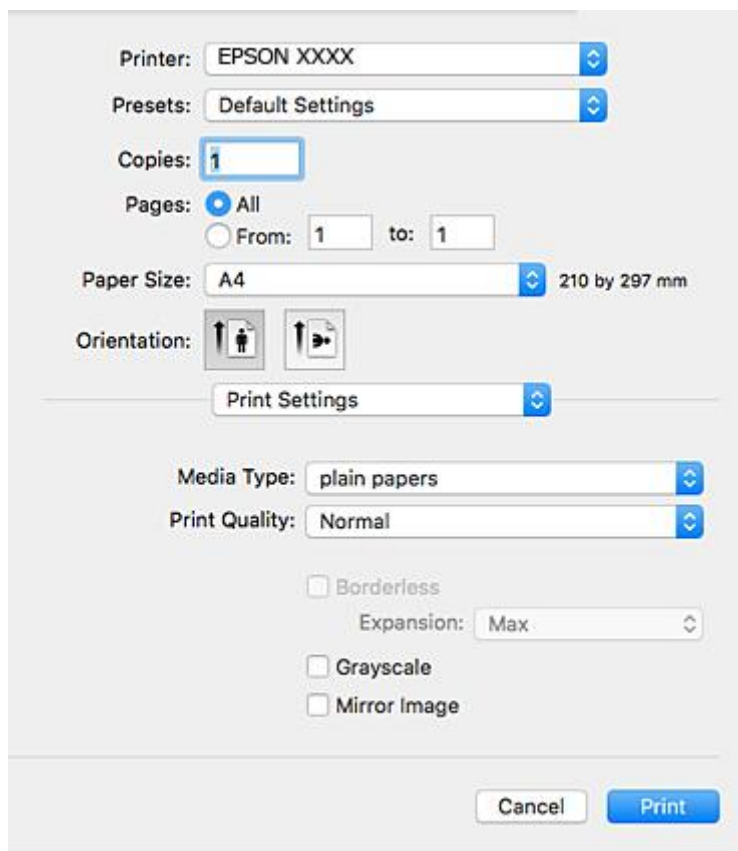 Printer: EPSON XXXX
Presets: Default Settings
Copies: 1
Pages: All
From: 1 to: 1
Paper Size: A4 210 by 297 mm
Orientation:
Print Settings
Media Type: plain papers
Print Quality: Normal
Borderless
Expansion: Max
Grayscale
Mirror Image
Cancel Print